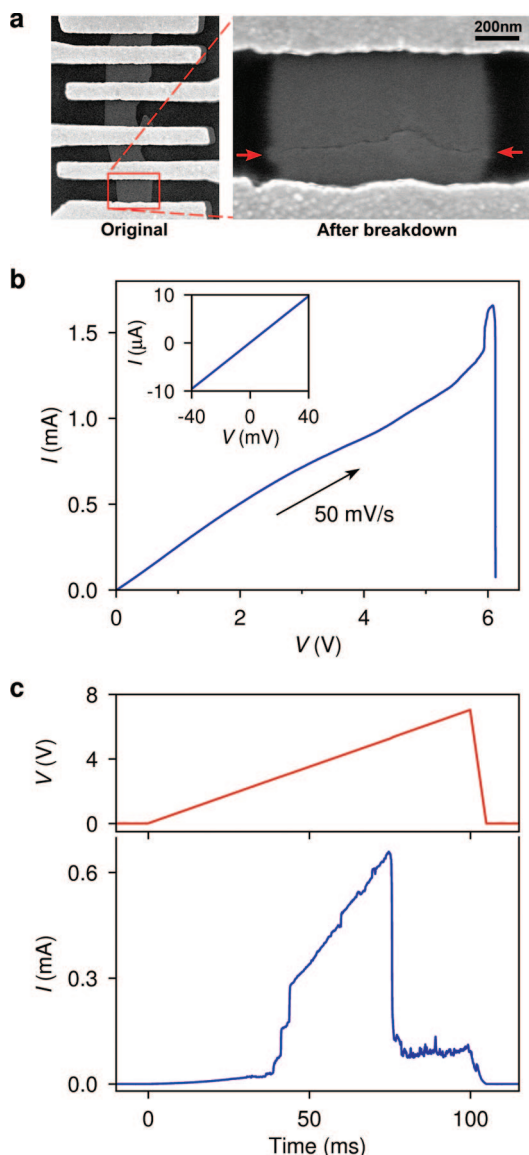 a
200nm
Original
After breakdown
b
10
0
-10
I (μA)
-40
0
40
V (mV)
1.5
1.0
0.5
0.0
I (mA)
50 mV/s
0
2
4
6
V (V)
c
8
4
0
V (V)
0.6
0.3
0.0
I (mA)
0
50
100
Time (ms)